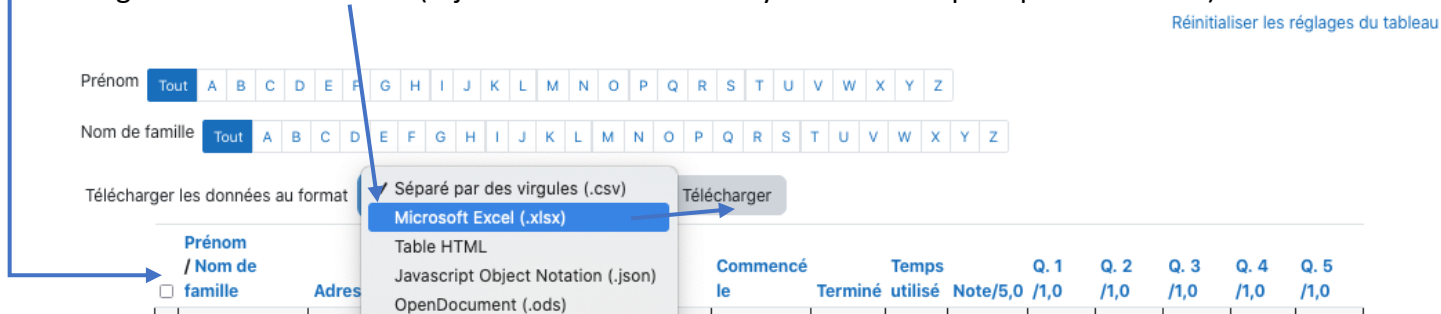 Réinitialiser les réglages du tableau
Prénom Tout A B C D E F G H I J K L M N O P Q R S T U V W X Y Z
Nom de famille Tout A B C D E F G H I J K L M N O P Q R S T U V W X Y Z
Télécharger les données au format ✓ Séparé par des virgules (.csv) Télécharger
Microsoft Excel (.xlsx)
Table HTML
Javascript Object Notation (.json)
OpenDocument (.ods)
Prénom
/ Nom de Commencé Temps Q. 1 Q. 2 Q. 3 Q. 4 Q. 5
famille Adres le Terminé utilisé Note/5,0 /1,0 /1,0 /1,0 /1,0 /1,0